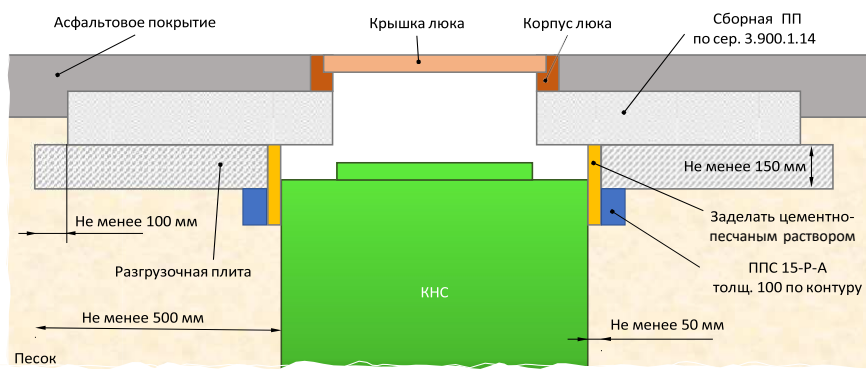 Асфальтовое покрытие
Крышка люка
Корпус люка
Сборная ПП
по сер. 3.900.1.14
Не менее 150 мм
Не менее 100 мм
Заделать цементно-
песчаным раствором
Разгрузочная плита
ППС 15-Р-А
толщ. 100 по контуру
КНС
Не менее 500 мм
Не менее 50 мм
Песок